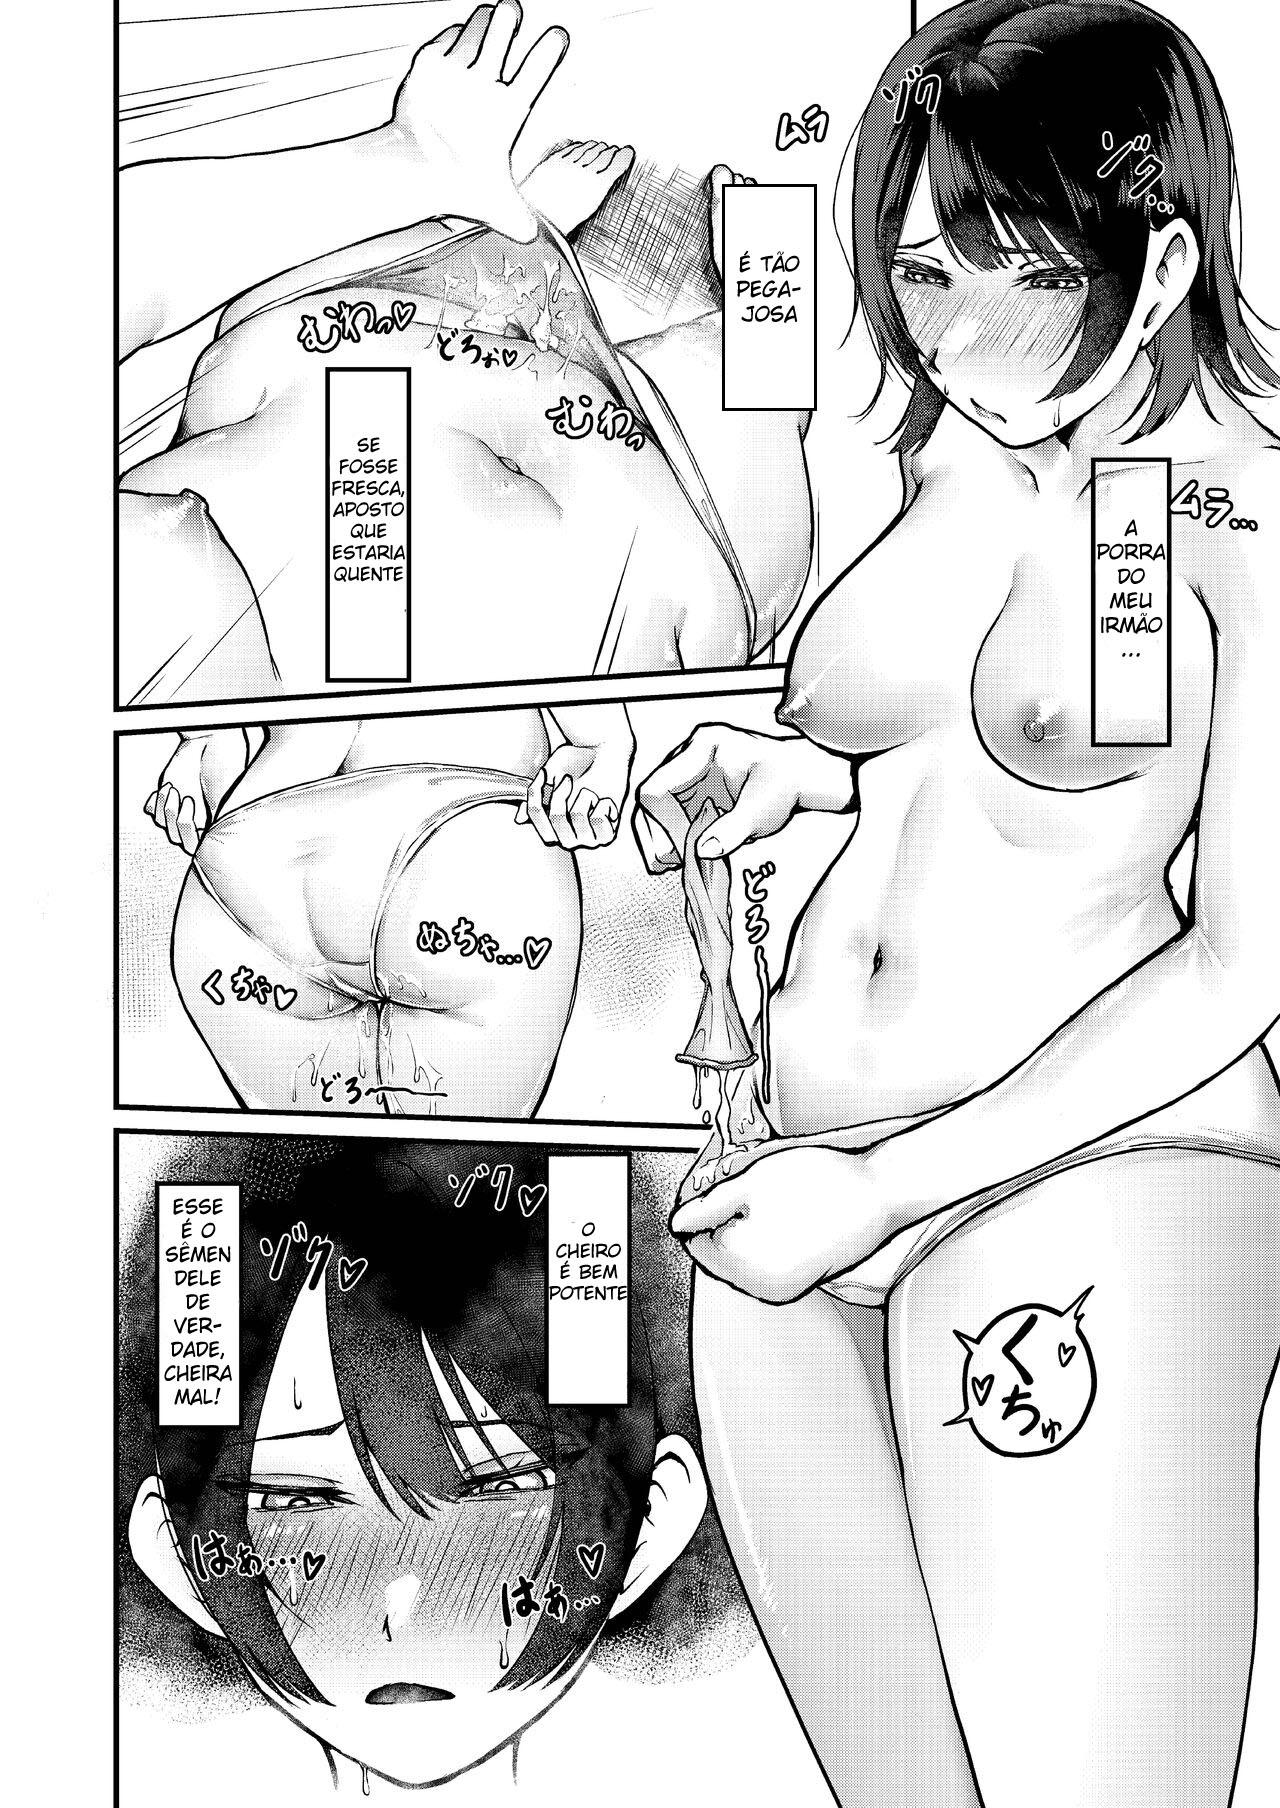 ゾク
ゾク…
ムラ
ムラ…
A
PORRA
DO
MEU
IRMÃO
...
É TÃO
PEGA-
JOSA
SE
FOSSE
FRESCA,
APOSTO
QUE
ESTARIA
QUENTE
むわっ♡
どろぉ♡
むわっ
どろー
くちゅ
ぬちゃ…♡
くちゃ♡
どろ〜
O
CHEIRO
É BEM
POTENTE
ESSE
É O
SÊMEN
DELE
DE
VER-
DADE,
CHEIRA
MAL!
ゾク♡
ゾク♡
はぁ…♡
はぁ…♡